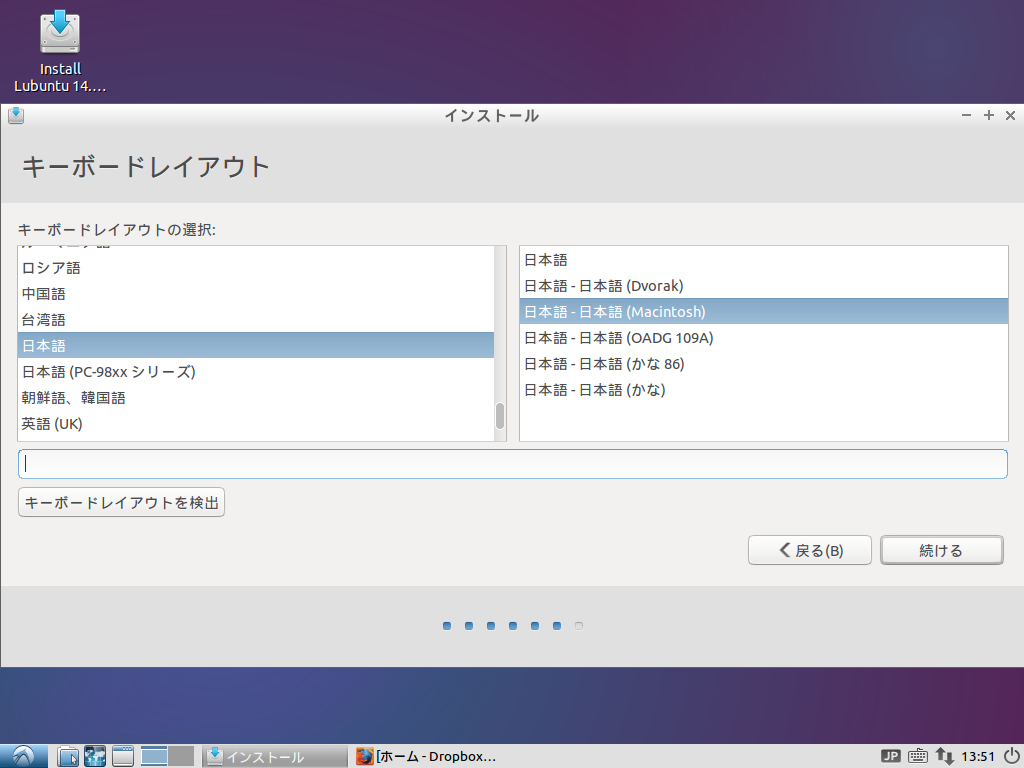 Install
Lubuntu 14....
インストール
キーボードレイアウト
キーボードレイアウトの選択:
ロシア語
中国語
台湾語
日本語
日本語 (PC-98xx シリーズ)
朝鮮語、韓国語
英語 (UK)
日本語
日本語 - 日本語 (Dvorak)
日本語 - 日本語 (Macintosh)
日本語 - 日本語 (OADG 109A)
日本語 - 日本語 (かな 86)
日本語 - 日本語 (かな)
キーボードレイアウトを検出
戻る(B)
続ける
インストール
[ホーム - Dropbox...
JP
13:51